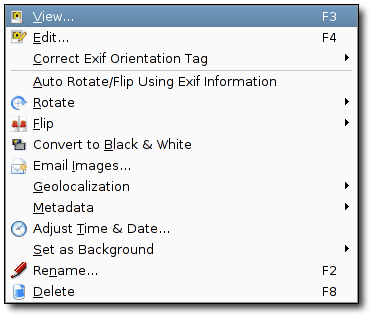 View... F3
Edit... F4
Correct Exif Orientation Tag
Auto Rotate/Flip Using Exif Information
Rotate
Flip
Convert to Black & White
Email Images...
Geolocalization
Metadata
Adjust Time & Date...
Set as Background
Rename... F2
Delete F8